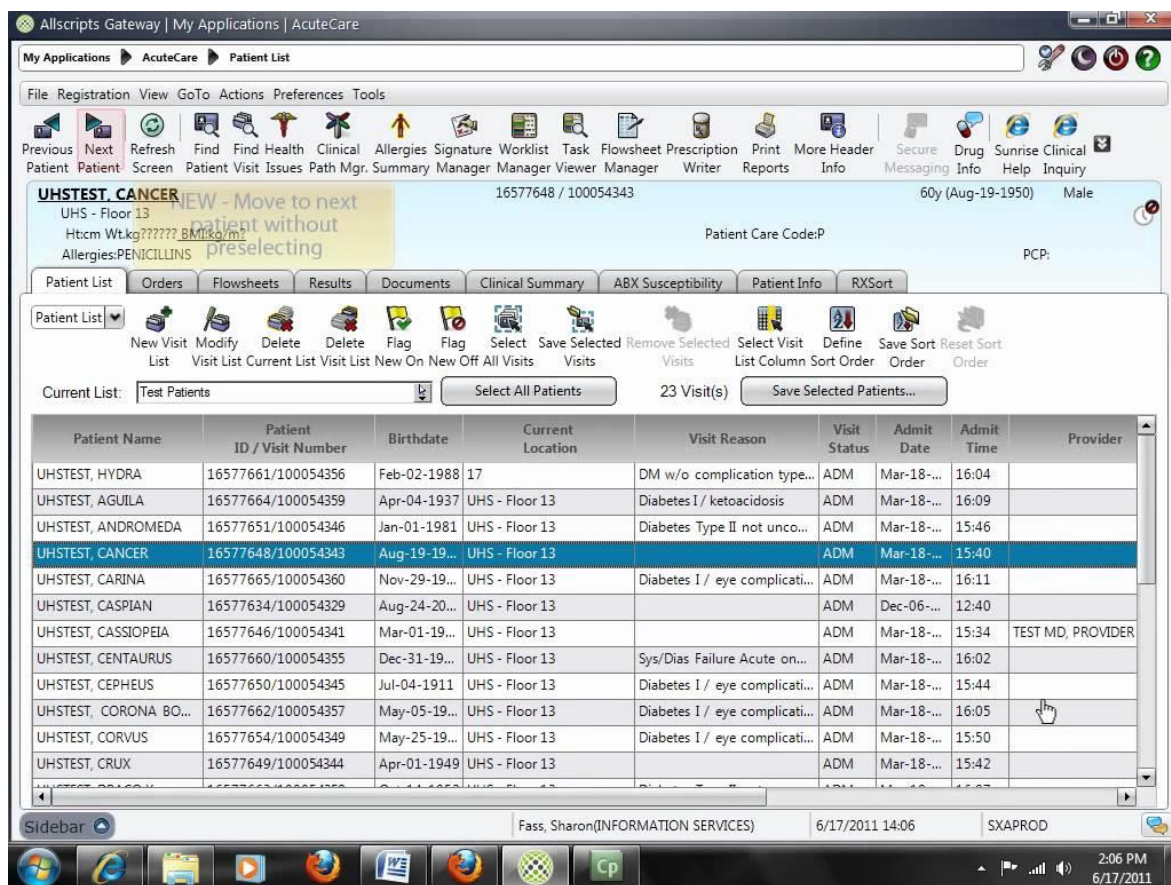 Allscripts Gateway | My Applications | AcuteCare
My Applications AcuteCare Patient List
File Registration View GoTo Actions Preferences Tools
Previous Patient Next Patient Refresh Screen Find Patient Find Visit Health Issues Clinical Path Mgr. Allergies Summary Signature Manager Worklist Manager Task Viewer Flowsheet Manager Prescription Writer Print Reports More Header Info Secure Messaging Drug Info Sunrise Help Clinical Inquiry
UHSTEST, CANCER 16577648 / 100054343 60y (Aug-19-1950) Male
UHS - Floor 13
Ht:cm Wt.kg?????? BMI:kg/m? Patient Care Code:P
Allergies:PENICILLINS PCP:
NEW - Move to next
patient without
preselecting
Patient List Orders Flowsheets Results Documents Clinical Summary ABX Susceptibility Patient Info RXSort
Patient List New Visit List Modify Visit List Delete Current List Delete Visit List Flag New On Flag New Off Select All Visits Save Selected Visits Remove Selected Visits Select Visit List Column Define Sort Order Save Sort Order Reset Sort Order
Current List: Test Patients Select All Patients 23 Visit(s) Save Selected Patients...
Patient Name Patient ID / Visit Number Birthdate Current Location Visit Reason Visit Status Admit Date Admit Time Provider
UHSTEST, HYDRA 16577661/100054356 Feb-02-1988 17 DM w/o complication type... ADM Mar-18-... 16:04
UHSTEST, AGUILA 16577664/100054359 Apr-04-1937 UHS - Floor 13 Diabetes I / ketoacidosis ADM Mar-18-... 16:09
UHSTEST, ANDROMEDA 16577651/100054346 Jan-01-1981 UHS - Floor 13 Diabetes Type II not unco... ADM Mar-18-... 15:46
UHSTEST, CANCER 16577648/100054343 Aug-19-19... UHS - Floor 13 ADM Mar-18-... 15:40
UHSTEST, CARINA 16577665/100054360 Nov-29-19... UHS - Floor 13 Diabetes I / eye complicati... ADM Mar-18-... 16:11
UHSTEST, CASPIAN 16577634/100054329 Aug-24-20... UHS - Floor 13 ADM Dec-06-... 12:40
UHSTEST, CASSIOPEIA 16577646/100054341 Mar-01-19... UHS - Floor 13 ADM Mar-18-... 15:34 TEST MD, PROVIDER
UHSTEST, CENTAURUS 16577660/100054355 Dec-31-19... UHS - Floor 13 Sys/Dias Failure Acute on... ADM Mar-18-... 16:02
UHSTEST, CEPHEUS 16577650/100054345 Jul-04-1911 UHS - Floor 13 Diabetes I / eye complicati... ADM Mar-18-... 15:44
UHSTEST, CORONA BO... 16577662/100054357 May-05-19... UHS - Floor 13 Diabetes I / eye complicati... ADM Mar-18-... 16:05
UHSTEST, CORVUS 16577654/100054349 May-25-19... UHS - Floor 13 Diabetes I / eye complicati... ADM Mar-18-... 15:50
UHSTEST, CRUX 16577649/100054344 Apr-01-1949 UHS - Floor 13 ADM Mar-18-... 15:42
Sidebar Fass, Sharon(INFORMATION SERVICES) 6/17/2011 14:06 SXAPROD
Cp 2:06 PM
6/17/2011